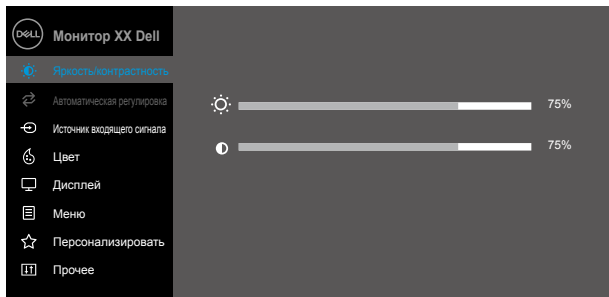 DELL Монитор XX Dell
Яркость/контрастность
Автоматическая регулировка
75%
Источник входящего сигнала
75%
Цвет
Дисплей
Меню
Персонализировать
Прочее